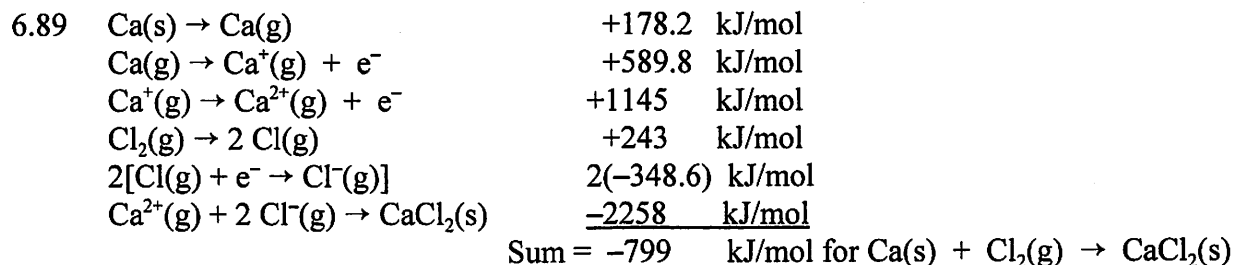 6.89 Ca(s) → Ca(g) +178.2 kJ/mol
Ca(g) → Ca⁺(g) + e⁻ +589.8 kJ/mol
Ca⁺(g) → Ca²⁺(g) + e⁻ +1145 kJ/mol
Cl₂(g) → 2 Cl(g) +243 kJ/mol
2[Cl(g) + e⁻ → Cl⁻(g)] 2(–348.6) kJ/mol
Ca²⁺(g) + 2 Cl⁻(g) → CaCl₂(s) –2258 kJ/mol
Sum = –799 kJ/mol for Ca(s) + Cl₂(g) → CaCl₂(s)